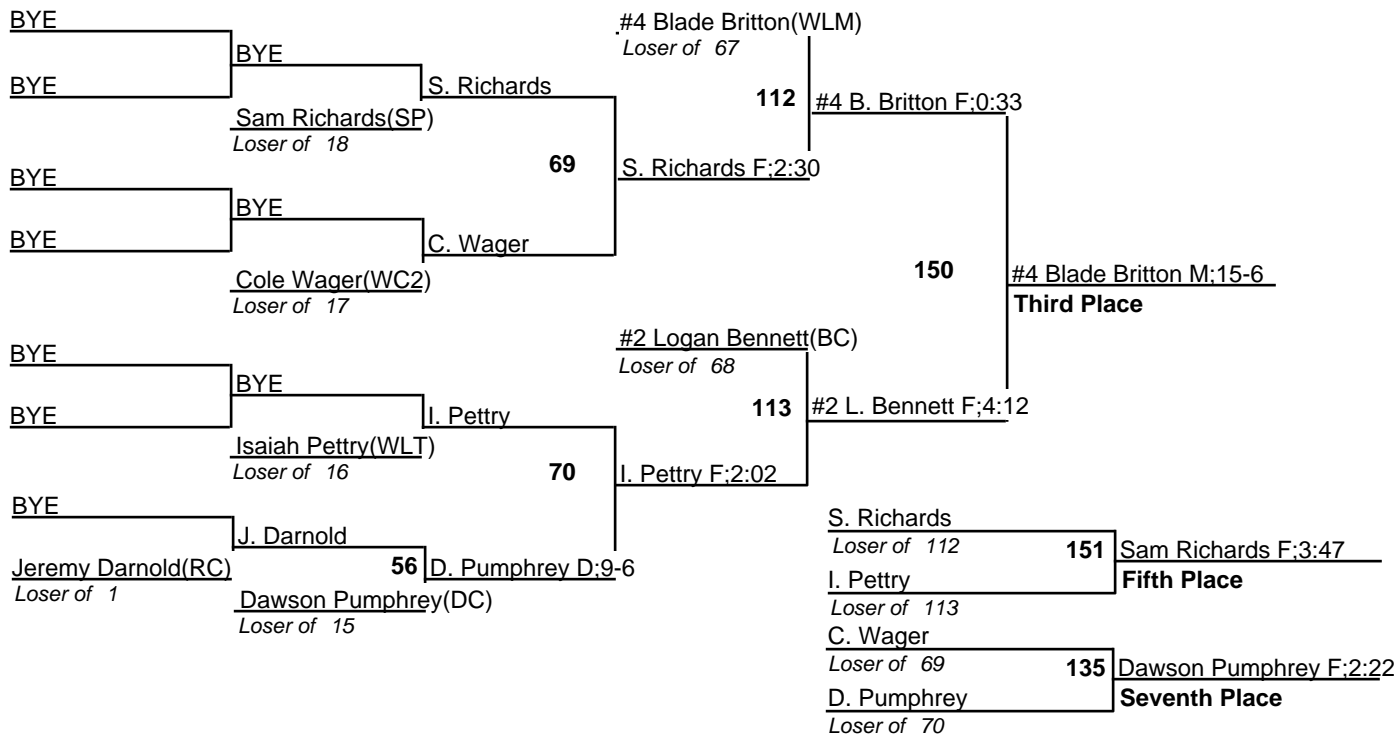 BYE
#4 Blade Britton(WLM)
Loser of 67
BYE
BYE
S. Richards
112
#4 B. Britton F;0:33
Sam Richards(SP)
Loser of 18
69
S. Richards F;2:30
BYE
BYE
BYE
C. Wager
Cole Wager(WC2)
Loser of 17
150
#4 Blade Britton M;15-6
Third Place
#2 Logan Bennett(BC)
Loser of 68
BYE
BYE
BYE
I. Pettry
113
#2 L. Bennett F;4:12
Isaiah Pettry(WLT)
Loser of 16
70
I. Pettry F;2:02
BYE
J. Darnold
Jeremy Darnold(RC)
Loser of 1
56
D. Pumphrey D;9-6
Dawson Pumphrey(DC)
Loser of 15
S. Richards
Loser of 112
151
Sam Richards F;3:47
Fifth Place
I. Pettry
Loser of 113
C. Wager
Loser of 69
135
Dawson Pumphrey F;2:22
Seventh Place
D. Pumphrey
Loser of 70